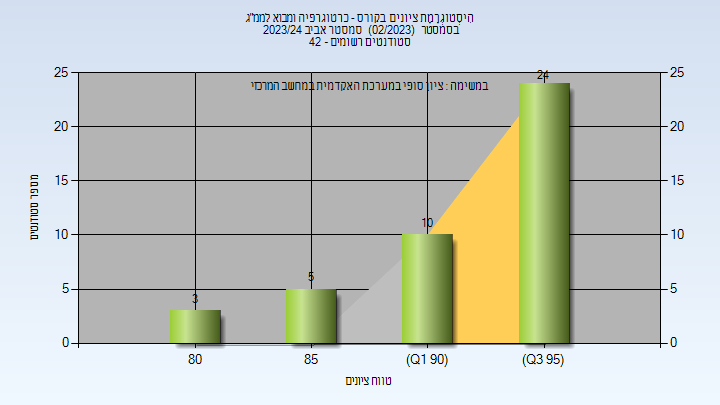 היסטוגרמת ציונים בקורס - כרטוגרפיה ומבוא לממ"ג
בסמסטר (02/2023) סמסטר אביב 2023/24
סטודנטים רשומים - 42
במשימה : ציון סופי במערכת האקדמית במחשב המרכזי
25 25
24
20 20
15 15
10
10 10
5
5 5
3
0 0
80 85 (Q1 90) (Q3 95)
מספר סטודנטים
טווח ציונים